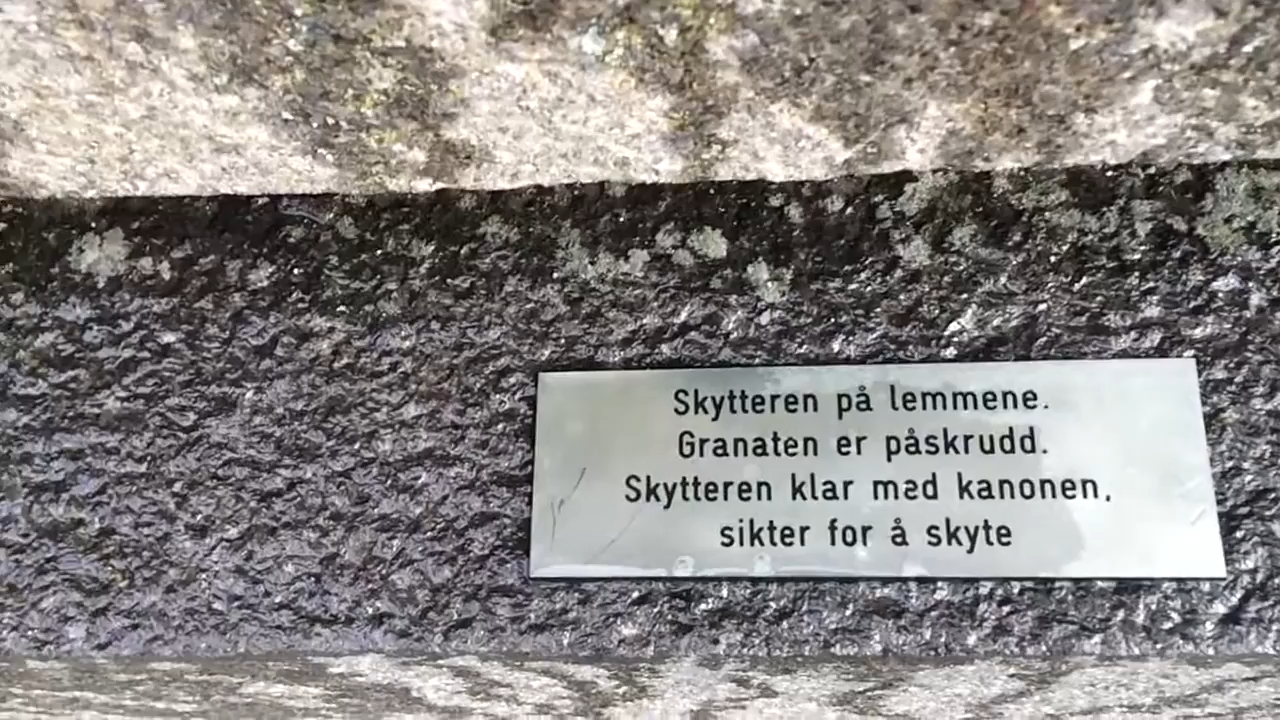 Skytteren på lemmene.
Granaten er påskrudd.
Skytteren klar med kanonen,
sikter for å skyte